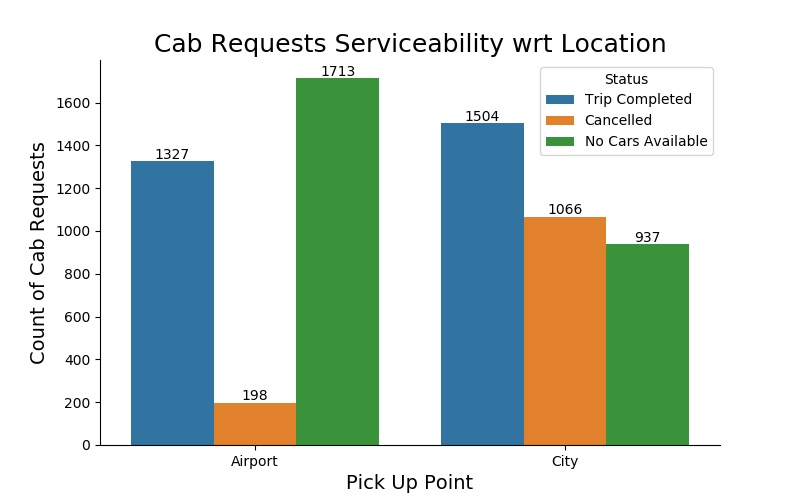 Cab Requests Serviceability wrt Location
Status
Trip Completed
Cancelled
No Cars Available
1327
198
1713
1504
1066
937
Count of Cab Requests
1600
1400
1200
1000
800
600
400
200
0
Airport
City
Pick Up Point